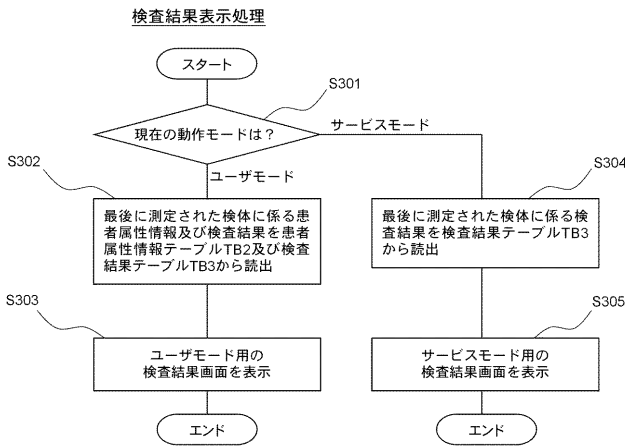 検査結果表示処理
スタート
S301
現在の動作モードは？
サービスモード
ユーザモード
S302
最後に測定された検体に係る患
者属性情報及び検査結果を患者
属性情報テーブルTB2及び検査
結果テーブルTB3から読出
S304
最後に測定された検体に係る検
査結果を検査結果テーブルTB3
から読出
S303
ユーザモード用の
検査結果画面を表示
S305
サービスモード用の
検査結果画面を表示
エンド
エンド